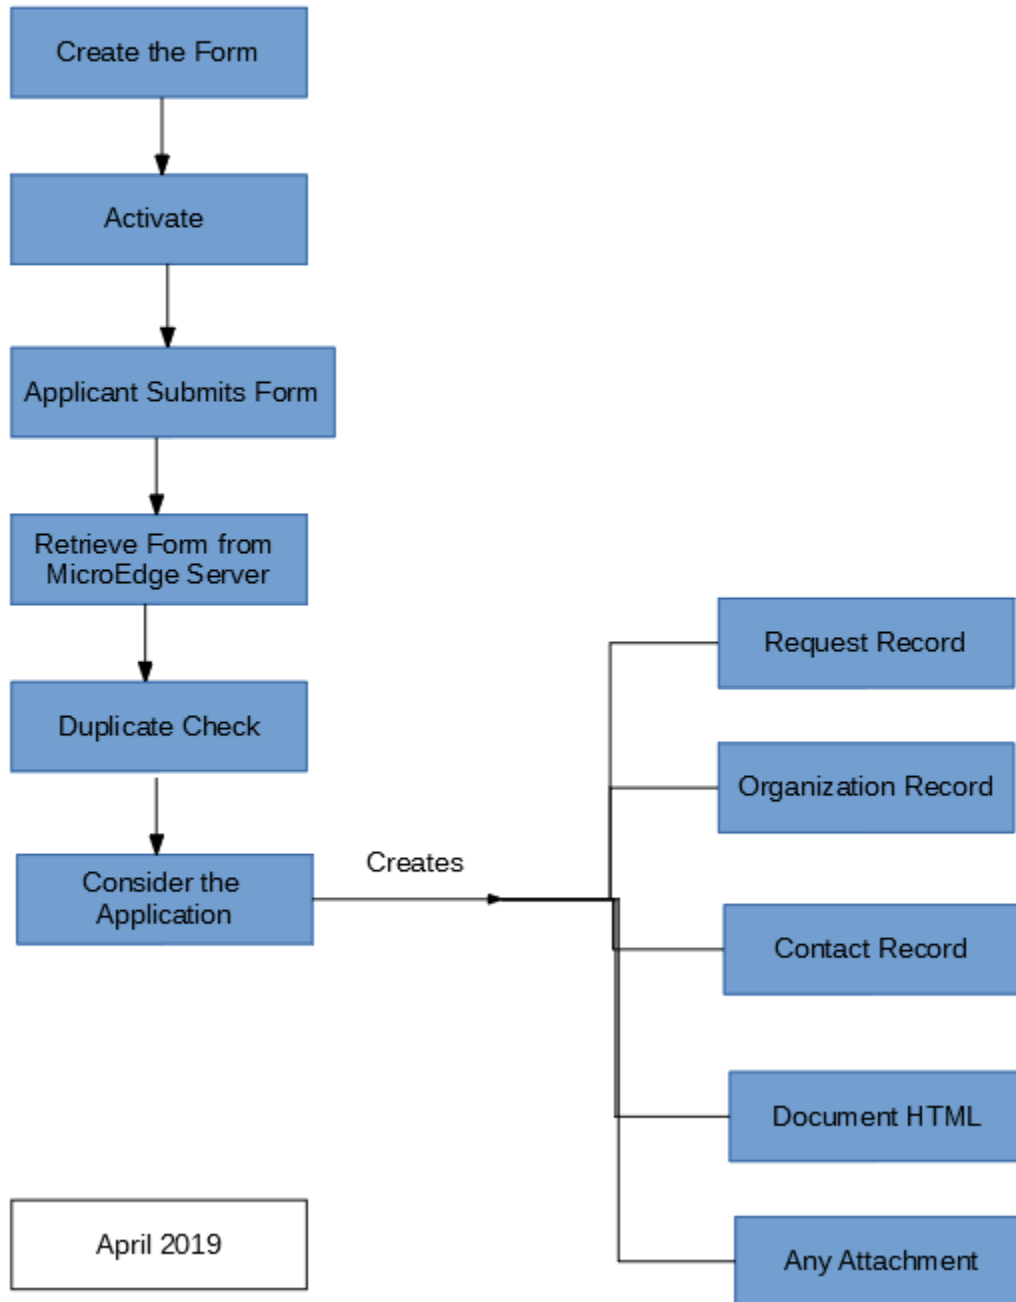 Create the Form
Activate
Applicant Submits Form
Retrieve Form from
MicroEdge Server
Duplicate Check
Consider the
Application
Creates
Request Record
Organization Record
Contact Record
Document HTML
Any Attachment
April 2019